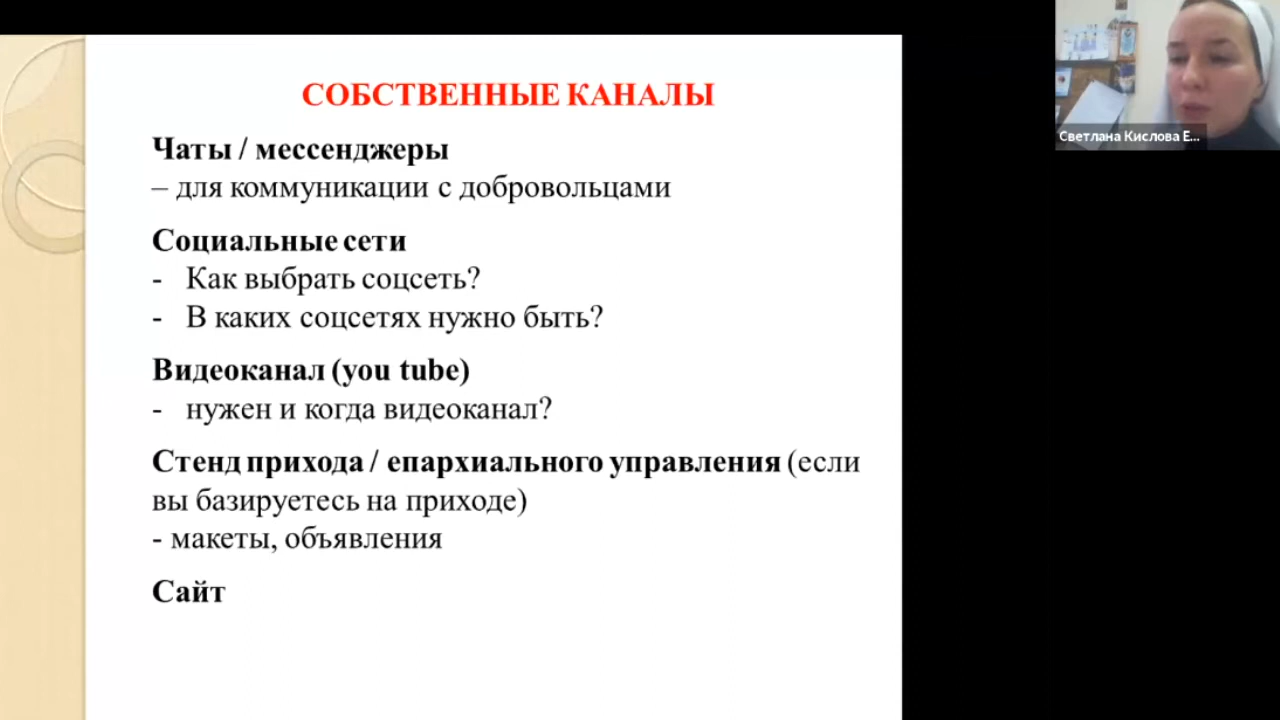 СОБСТВЕННЫЕ КАНАЛЫ
Чаты / мессенджеры
– для коммуникации с добровольцами
Социальные сети
- Как выбрать соцсеть?
- В каких соцсетях нужно быть?
Видеоканал (you tube)
- нужен и когда видеоканал?
Стенд прихода / епархиального управления (если
вы базируетесь на приходе)
- макеты, объявления
Сайт
Светлана Кислова Е...